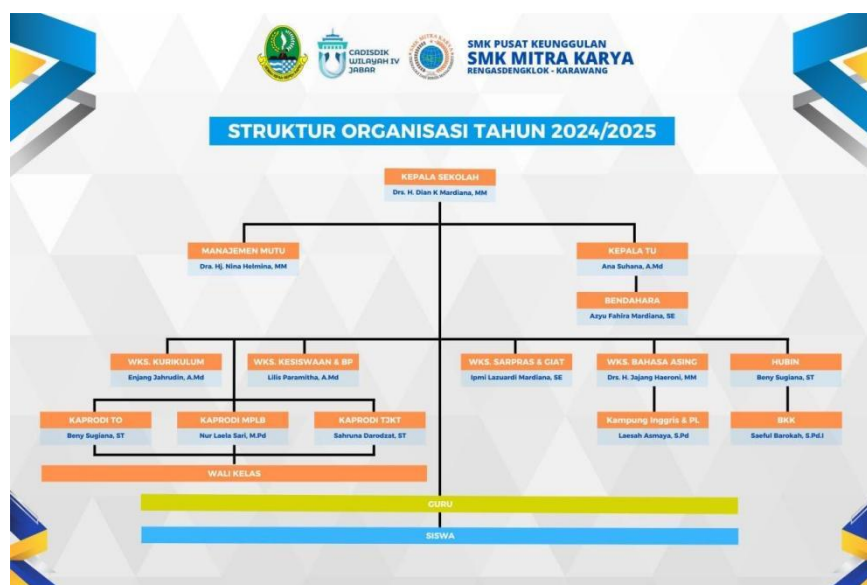 CADISDIK
WILAYAH IV
JABAR
SMK PUSAT KEUNGGULAN
SMK MITRA KARYA
RENGASDENGKLOK - KARAWANG
STRUKTUR ORGANISASI TAHUN 2024/2025
KEPALA SEKOLAH
Drs. H. Dian K Mardiana, MM
MANAJEMEN MUTU
Dra. Hj. Nina Helmina, MM
KEPALA TU
Ana Suhana, A.Md
BENDAHARA
Azyu Fahira Mardiana, SE
WKS. KURIKULUM
Enjang Jahrudin, A.Md
WKS. KESISWAAN & BP
Lilis Paramitha, A.Md
WKS. SARPRAS & GIAT
Ipmi Lazuardi Mardiana, SE
WKS. BAHASA ASING
Drs. H. Jajang Haeroni, MM
HUBIN
Beny Sugiana, ST
KAPRODI TO
Beny Sugiana, ST
KAPRODI MPLB
Nur Laela Sari, M.Pd
KAPRODI TJKT
Sahruna Darodzat, ST
Kampung Inggris & PL
Laesah Asmaya, S.Pd
BKK
Saeful Barokah, S.Pd.I
WALI KELAS
GURU
SISWA